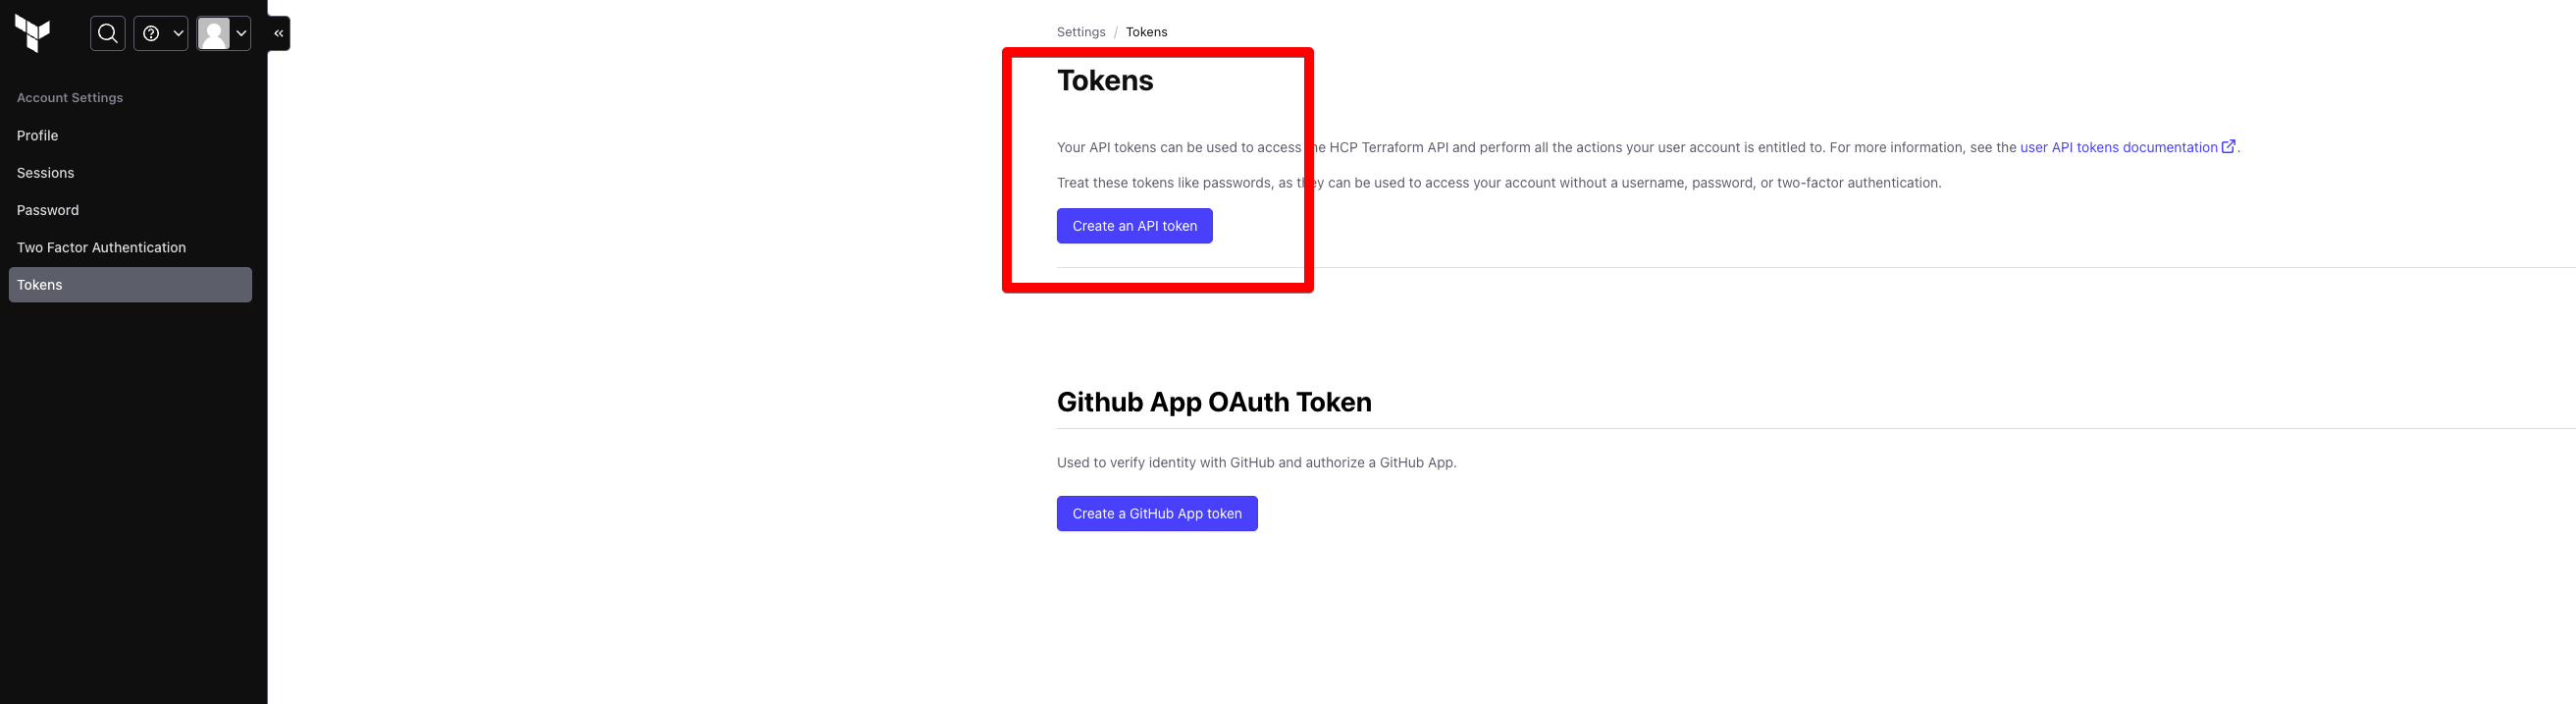 Account Settings
Profile
Sessions
Password
Two Factor Authentication
Tokens
Settings / Tokens
Tokens
Your API tokens can be used to access he HCP Terraform API and perform all the actions your user account is entitled to. For more information, see the user API tokens documentation.
Treat these tokens like passwords, as they can be used to access your account without a username, password, or two-factor authentication.
Create an API token
Github App OAuth Token
Used to verify identity with GitHub and authorize a GitHub App.
Create a GitHub App token